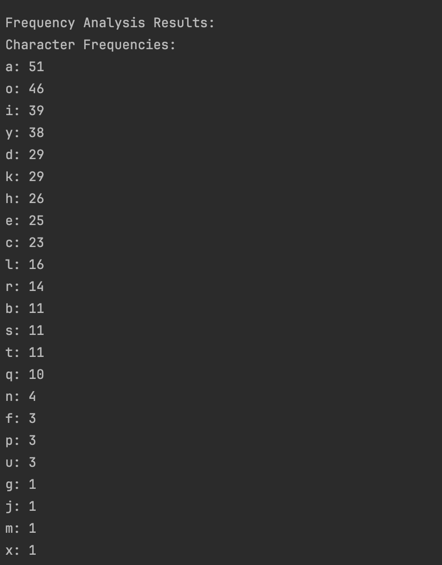 Frequency Analysis Results:
Character Frequencies:
a: 51
o: 46
i: 39
y: 38
d: 29
k: 29
h: 26
e: 25
c: 23
l: 16
r: 14
b: 11
s: 11
t: 11
q: 10
n: 4
f: 3
p: 3
u: 3
g: 1
j: 1
m: 1
x: 1